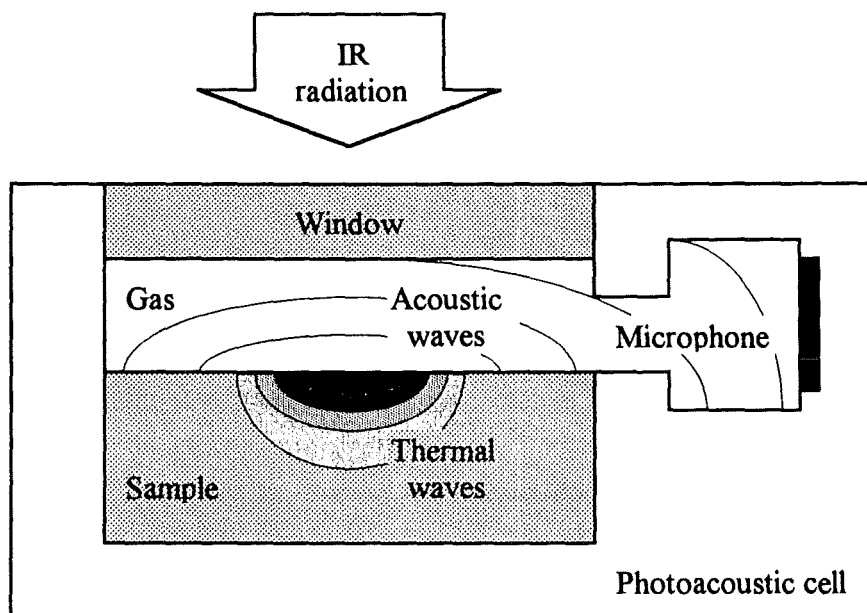 IR
radiation
Window
Gas
Acoustic
waves
Microphone
Thermal
waves
Sample
Photoacoustic cell